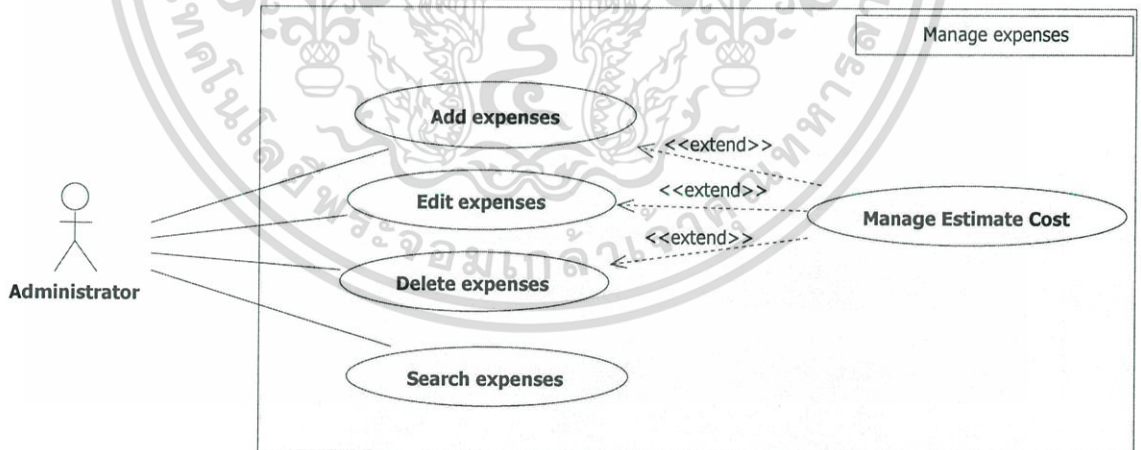 Manage expenses
Add expenses
<<extend>>
Edit expenses
<<extend>>
Manage Estimate Cost
<<extend>>
Delete expenses
Administrator
Search expenses